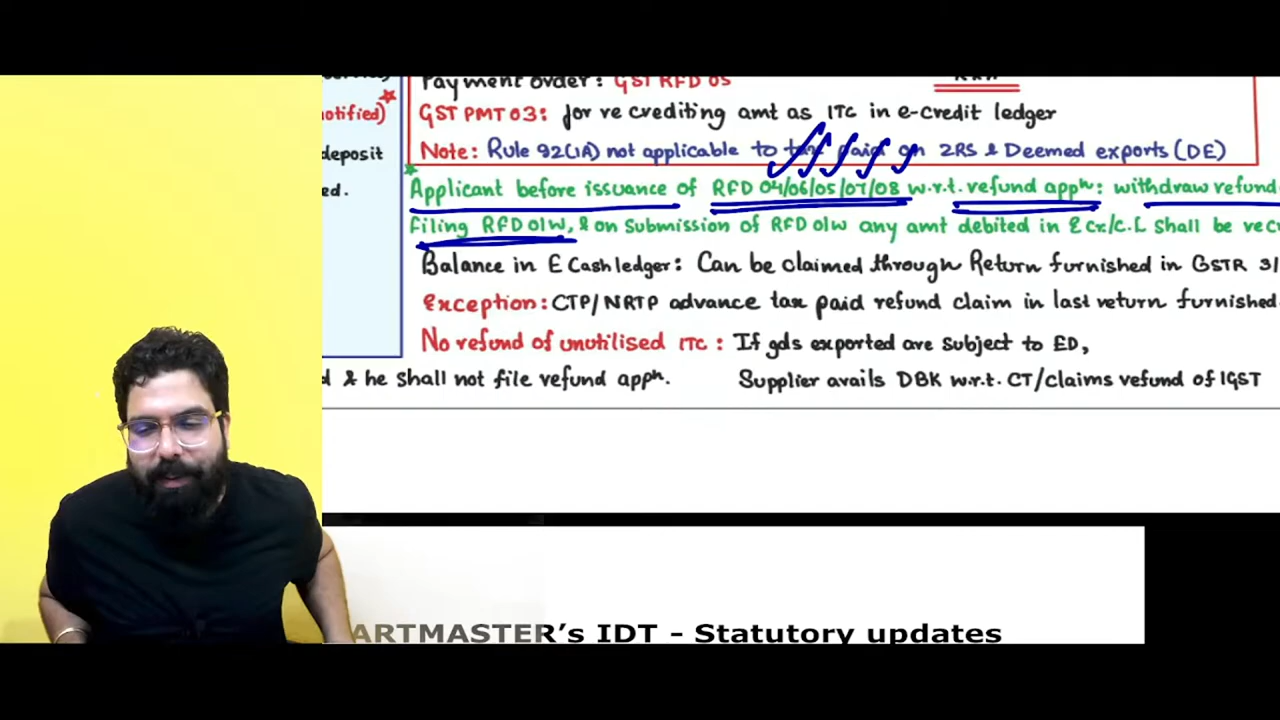 Payment Order: GST RFD 05
notified)
GST PMT 03: for re crediting amt as ITC in e-credit ledger
deposit
Note: Rule 92(1A) not applicable to tax paid on ZRS & Deemed exports (DE)
ed.
Applicant before issuance of RFD 04/06/05/07/08 w.r.t. refund appⁿ: withdraw refund
Filing RFD 01W, & on submission of RFD 01W any amt debited in E Cr/C.L shall be
Balance in E Cash ledger: Can be claimed through Return furnished in GSTR 3/
Exception: CTP/NRTP advance tax paid refund claim in last return furnished
No refund of unutilised ITC: If gds exported are subject to ED,
d & he shall not file refund appⁿ. Supplier avails DBK w.r.t. CT/claims refund of IGST
ARTMASTER's IDT - Statutory updates